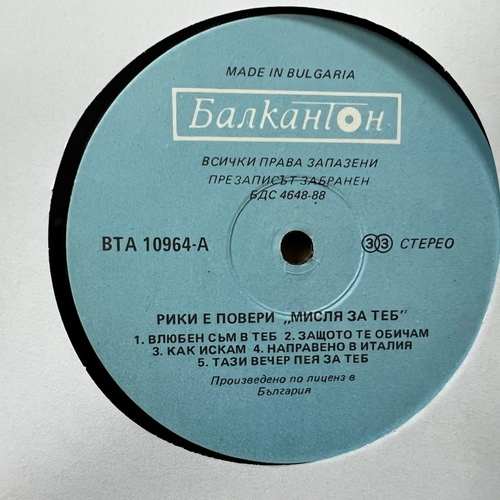 MADE IN BULGARIA
БалканТон
ВСИЧКИ ПРАВА ЗАПАЗЕНИ
ПРЕЗАПИСЪТ ЗАБРАНЕН
БДС 4648-88
ВТА 10964-А
33 СТЕРЕО
РИКИ Е ПОВЕРИ „МИСЛЯ ЗА ТЕБ"
1. ВЛЮБЕН СЪМ В ТЕБ 2. ЗАЩОТО ТЕ ОБИЧАМ
3. КАК ИСКАМ 4. НАПРАВЕНО В ИТАЛИЯ
5. ТАЗИ ВЕЧЕР ПЕЯ ЗА ТЕБ
Произведено по лиценз в
България